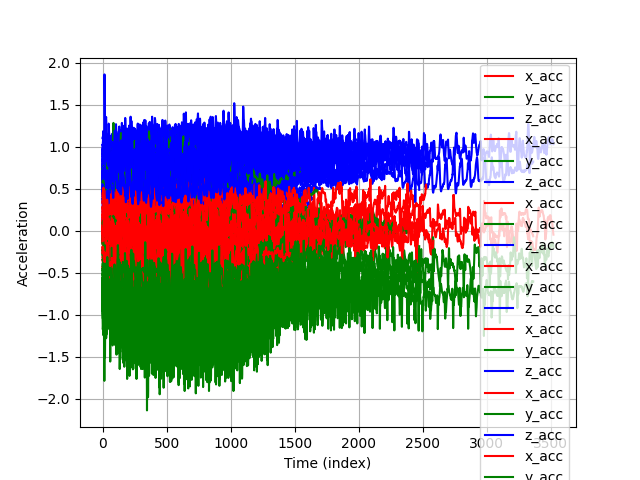 2.0
1.5
1.0
0.5
0.0
−0.5
−1.0
−1.5
−2.0
Acceleration
0
500
1000
1500
2000
2500
3000
3500
Time (index)
x_acc
y_acc
z_acc
x_acc
y_acc
z_acc
x_acc
y_acc
z_acc
x_acc
y_acc
z_acc
x_acc
y_acc
z_acc
x_acc
y_acc
z_acc
x_acc
y_acc